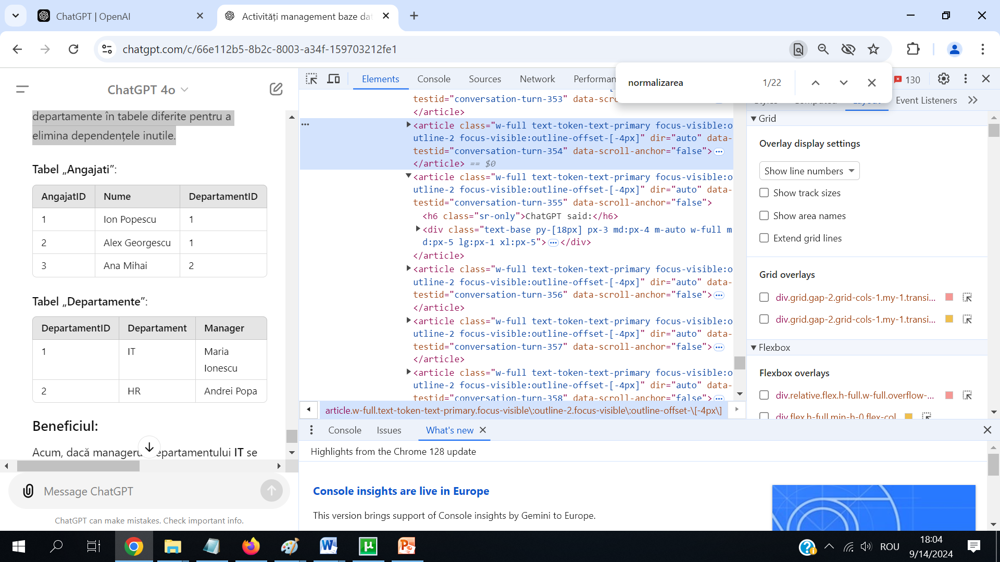 ChatGPT | OpenAI
Activități management baze dat
chatgpt.com/c/66e112b5-8b2c-8003-a34f-159703212fe1
normalizarea
1/22
ChatGPT 4o
departamente în tabele diferite pentru a
elimina dependențele inutile.
Tabel „Angajati”:
AngajatID Nume DepartamentID
1 Ion Popescu 1
2 Alex Georgescu 1
3 Ana Mihai 2
Tabel „Departamente”:
DepartamentID Departament Manager
1 IT Maria
Ionescu
2 HR Andrei Popa
Beneficiul:
Acum, dacă managerul departamentului IT se
Message ChatGPT
ChatGPT can make mistakes. Check important info.
Elements Console Sources Network Performan
130
testid="conversation-turn-353" data-scro
</article>
<article class="w-full text-token-text-primary focus-visible:o
utline-2 focus-visible:outline-offset-[-4px]" dir="auto" data-
testid="conversation-turn-354" data-scroll-anchor="false">
</article> == $0
<article class="w-full text-token-text-primary focus-visible:o
utline-2 focus-visible:outline-offset-[-4px]" dir="auto" data-
testid="conversation-turn-355" data-scroll-anchor="false">
<h6 class="sr-only">ChatGPT said:</h6>
<div class="text-base py-[18px] px-3 md:px-4 m-auto w-full m
d:px-5 lg:px-1 xl:px-5"></div>
</article>
<article class="w-full text-token-text-primary focus-visible:o
utline-2 focus-visible:outline-offset-[-4px]" dir="auto" data-
testid="conversation-turn-356" data-scroll-anchor="false">
</article>
<article class="w-full text-token-text-primary focus-visible:o
utline-2 focus-visible:outline-offset-[-4px]" dir="auto" data-
testid="conversation-turn-357" data-scroll-anchor="false">
</article>
<article class="w-full text-token-text-primary focus-visible:o
utline-2 focus-visible:outline-offset-[-4px]" dir="auto" data-
testid="conversation-turn-358" data-scroll-anchor="false">
article.w-full.text-token-text-primary.focus-visible\:outline-2.focus-visible\:outline-offset-\[-4px\]
Styles Computed Layout Event Listeners
Grid
Overlay display settings
Show line numbers
Show track sizes
Show area names
Extend grid lines
Grid overlays
div.grid.gap-2.grid-cols-1.my-1.transi...
div.grid.gap-2.grid-cols-1.my-1.transi...
Flexbox
Flexbox overlays
div.relative.flex.h-full.w-full.overflow-...
div.flex.h-full.min-h-0.flex-col
Console Issues What's new
Highlights from the Chrome 128 update
Console insights are live in Europe
This version brings support of Console insights by Gemini to Europe.
ROU
18:04
9/14/2024